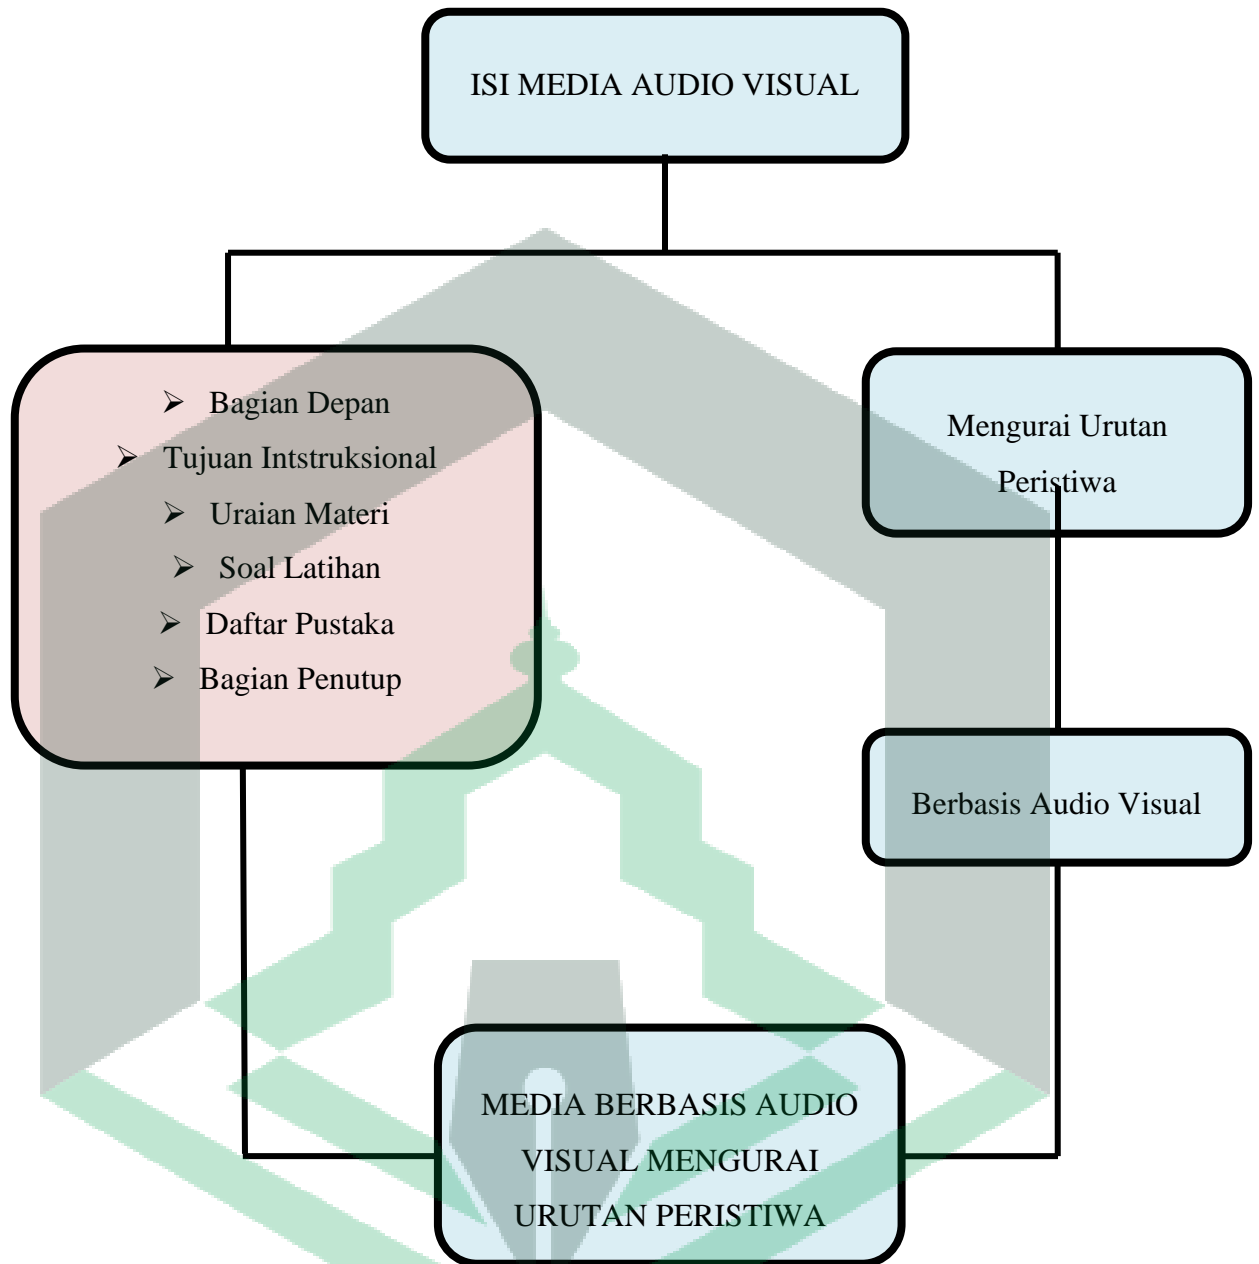 ISI MEDIA AUDIO VISUAL
➢ Bagian Depan
➢ Tujuan Intstruksional
➢ Uraian Materi
➢ Soal Latihan
➢ Daftar Pustaka
➢ Bagian Penutup
Mengurai Urutan
Peristiwa
Berbasis Audio Visual
MEDIA BERBASIS AUDIO
VISUAL MENGURAI
URUTAN PERISTIWA